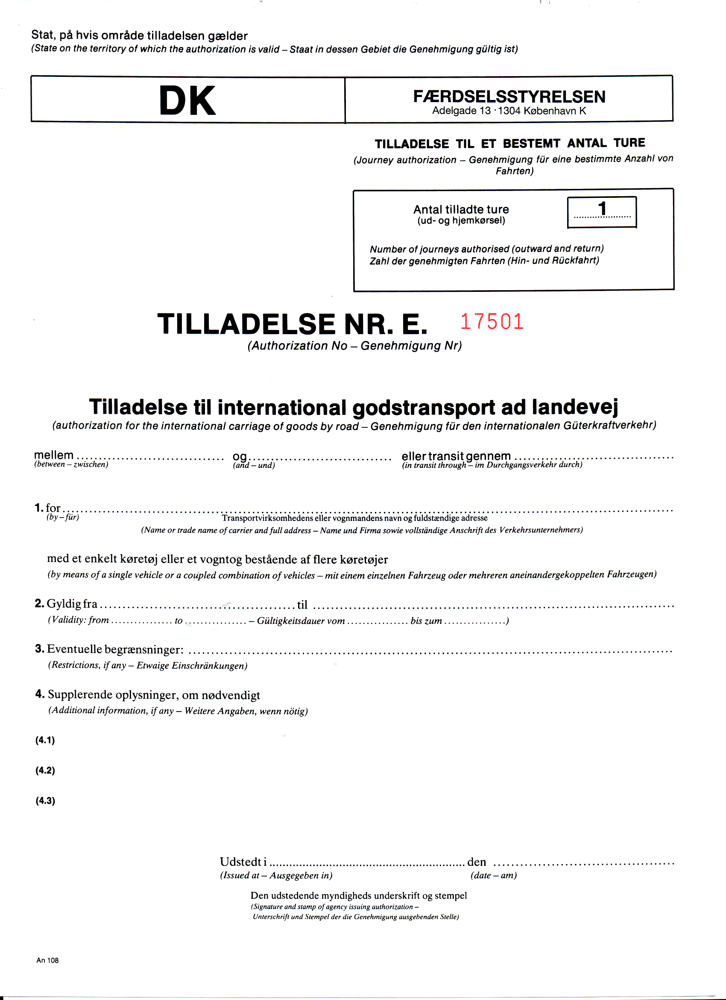 Stat, på hvis område tilladelsen gælder
(State on the territory of which the authorization is valid – Staat in dessen Gebiet die Genehmigung gültig ist)
DK
FÆRDSELSSTYRELSEN
Adelgade 13 · 1304 København K
TILLADELSE TIL ET BESTEMT ANTAL TURE
(Journey authorization – Genehmigung für eine bestimmte Anzahl von
Fahrten)
Antal tilladte ture
(ud- og hjemkørsel)
1
Number of journeys authorised (outward and return)
Zahl der genehmigten Fahrten (Hin- und Rückfahrt)
TILLADELSE NR. E. 17501
(Authorization No – Genehmigung Nr)
Tilladelse til international godstransport ad landevej
(authorization for the international carriage of goods by road – Genehmigung für den internationalen Güterkraftverkehr)
mellem ................................ og ................................ eller transit gennem ...................................
(between – zwischen) (and – und) (in transit through – im Durchgangsverkehr durch)
1. for ................................................................................
(by – für) Transportvirksomhedens eller vognmandens navn og fuldstændige adresse
(Name or trade name of carrier and full address – Name und Firma sowie vollständige Anschrift des Verkehrsunternehmers)
med et enkelt køretøj eller et vogntog bestående af flere køretøjer
(by means of a single vehicle or a coupled combination of vehicles – mit einem einzelnen Fahrzeug oder mehreren aneinandergekoppelten Fahrzeugen)
2. Gyldig fra ........................................... til ................................................................................
(Validity: from ................ to ................ – Gültigkeitsdauer vom ................ bis zum ................)
3. Eventuelle begrænsninger: ................................................................................
(Restrictions, if any – Etwaige Einschränkungen)
4. Supplerende oplysninger, om nødvendigt
(Additional information, if any – Weitere Angaben, wenn nötig)
(4.1)
(4.2)
(4.3)
Udstedt i ........................................................... den ........................................
(Issued at – Ausgegeben in) (date – am)
Den udstedende myndigheds underskrift og stempel
(Signature and stamp of agency issuing authorization –
Unterschrift und Stempel der die Genehmigung ausgebenden Stelle)
An 108